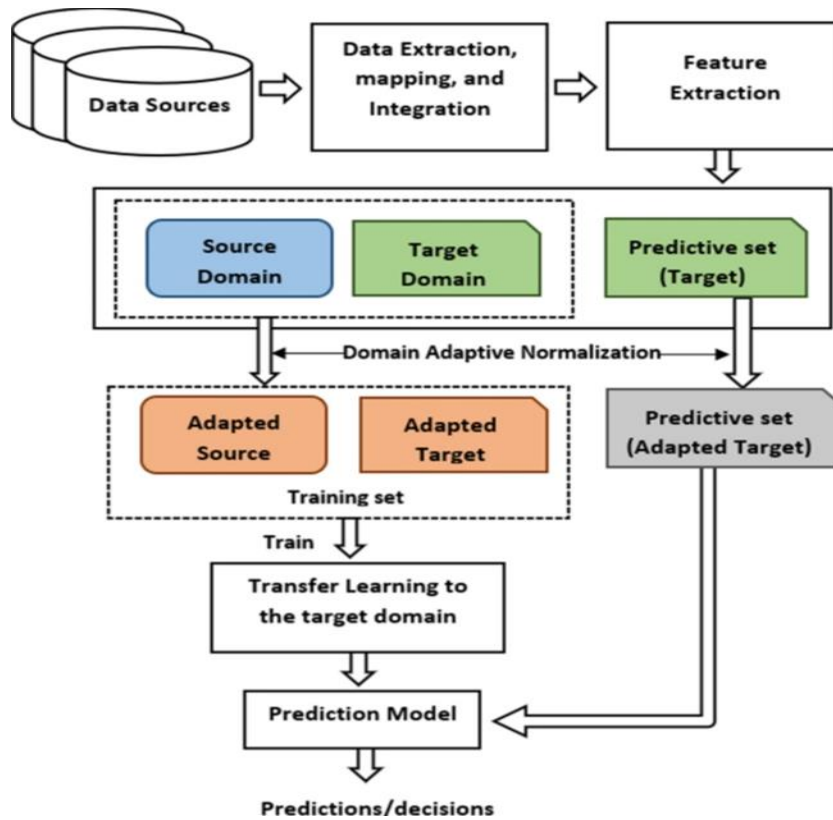 Data Sources
Data Extraction,
mapping, and
Integration
Feature
Extraction
Source
Domain
Target
Domain
Predictive set
(Target)
Domain Adaptive Normalization
Adapted
Source
Adapted
Target
Training set
Predictive set
(Adapted Target)
Train
Transfer Learning to
the target domain
Prediction Model
Predictions/decisions